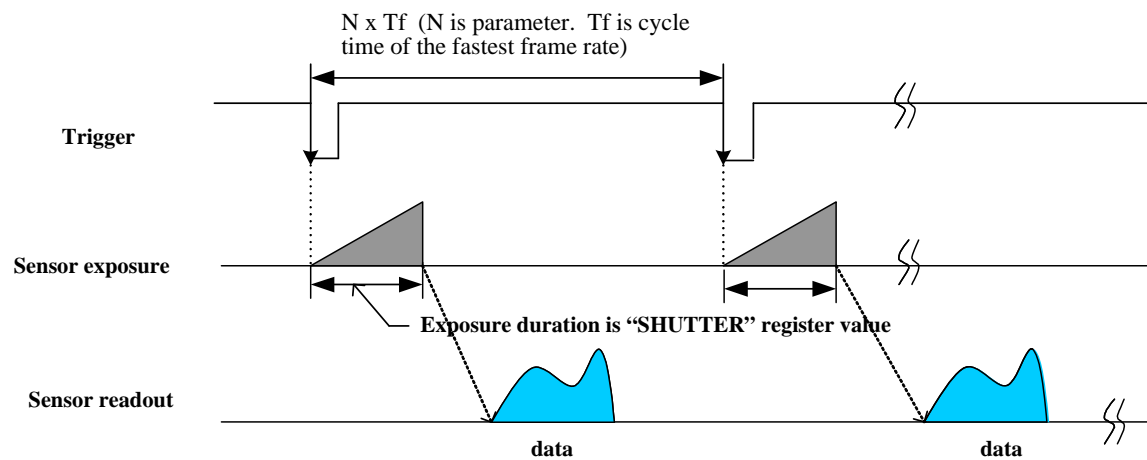 N x Tf  (N is parameter.  Tf is cycle
time of the fastest frame rate)
Trigger
Sensor exposure
Exposure duration is “SHUTTER” register value
Sensor readout
data
data